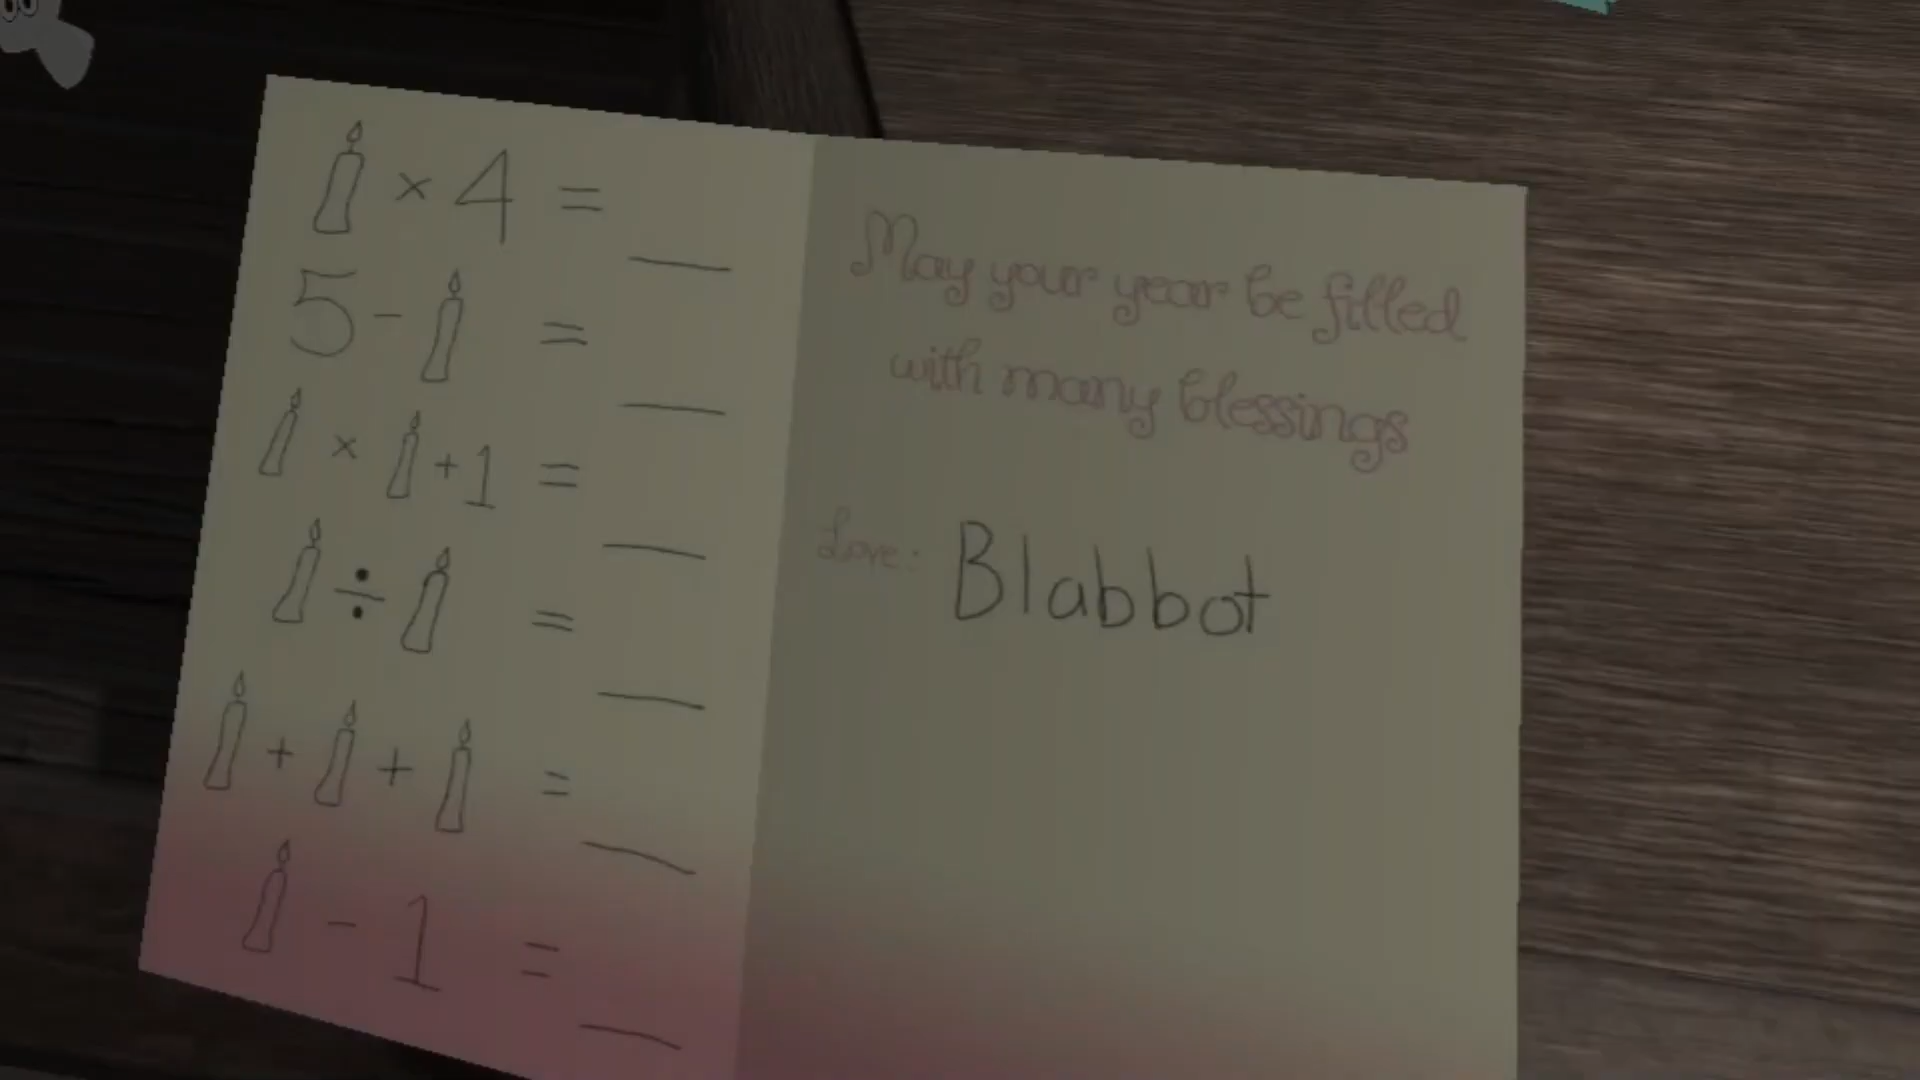 × 4 =
5 - =
× + 1 =
÷ =
+ + =
- 1 =
May your year be filled
with many blessings
Love: Blabbot